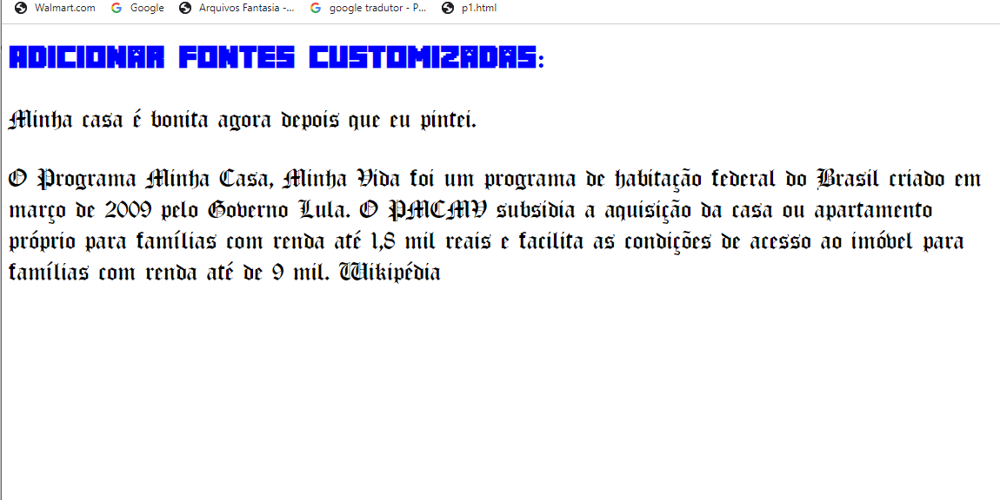 Walmart.com Google Arquivos Fantasia -... google tradutor - P... p1.html
ADICIONAR FONTES CUSTOMIZADAS:
Minha casa é bonita agora depois que eu pintei.
O Programa Minha Casa, Minha Vida foi um programa de habitação federal do Brasil criado em
março de 2009 pelo Governo Lula. O PMCMV subsidia a aquisição da casa ou apartamento
próprio para famílias com renda até 1,8 mil reais e facilita as condições de acesso ao imóvel para
famílias com renda até de 9 mil. Wikipédia